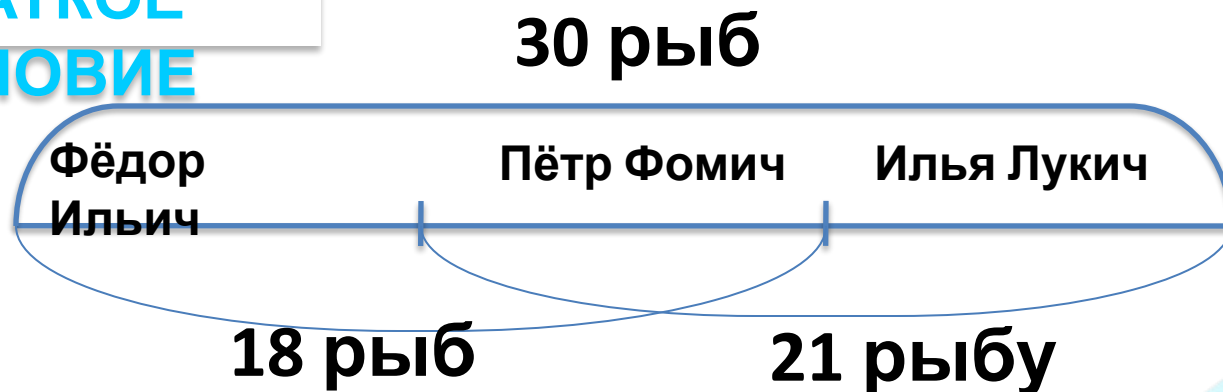 30 рыб
Фёдор
Ильич
Пётр Фомич
Илья Лукич
18 рыб
21 рыбу